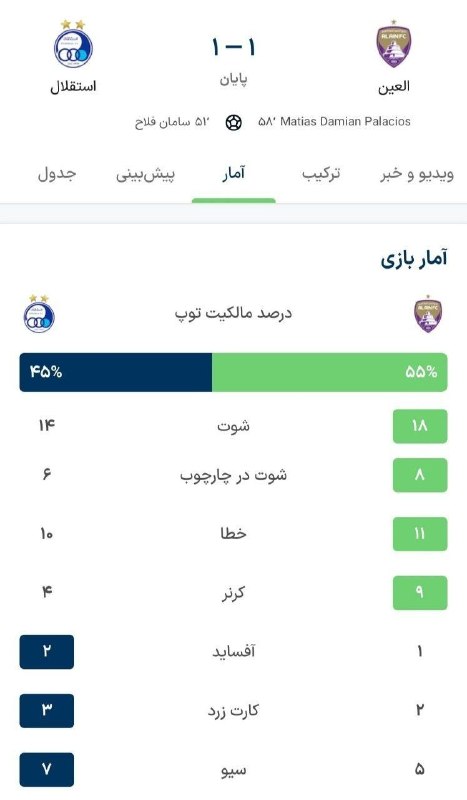 ۱ – ۱
پایان
العین
استقلال
۵۸’ Matias Damian Palacios
۵۱’ سامان فلاح
ویدیو و خبر
ترکیب
آمار
پیش‌بینی
جدول
آمار بازی
درصد مالکیت توپ
۵۵% ۴۵%
۱۸ شوت ۱۴
۸ شوت در چارچوب ۶
۱۱ خطا ۱۰
۹ کرنر ۴
۱ آفساید ۲
۲ کارت زرد ۳
۵ سیو ۷